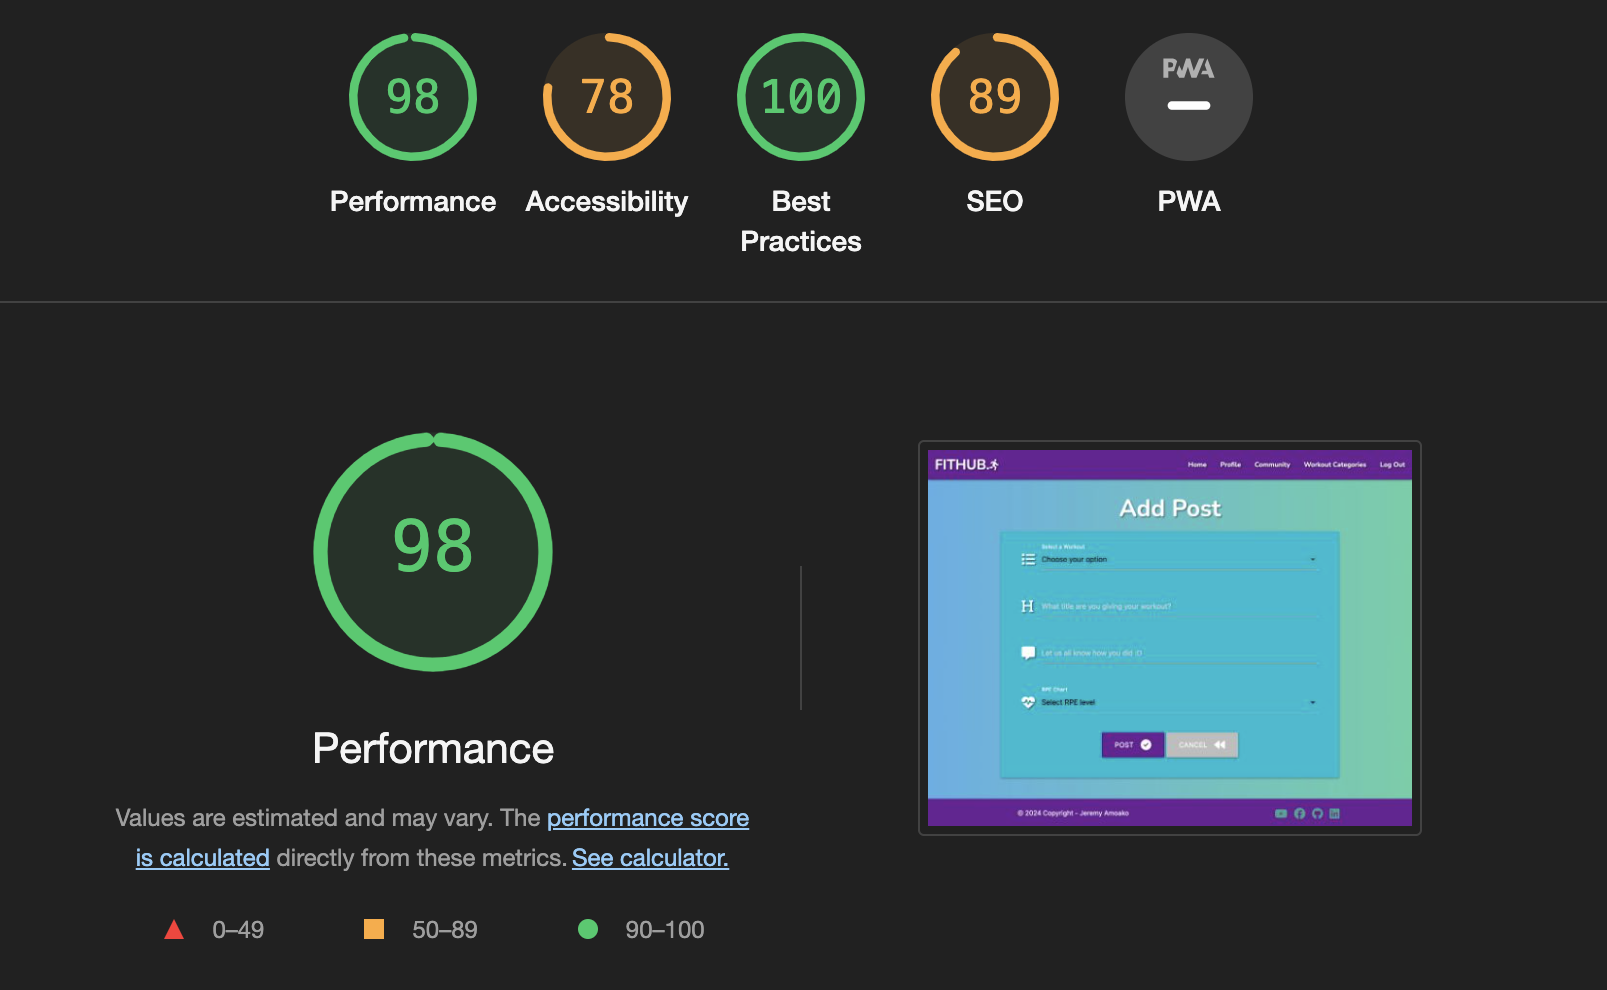 98
78
100
89
PWA
Performance
Accessibility
Best
Practices
SEO
PWA
98
Performance
Values are estimated and may vary. The performance score
is calculated directly from these metrics. See calculator.
0–49
50–89
90–100
FITHUB
Home Profile Community Workout Categories Log Out
Add Post
Select a Workout
Choose your option
H What title are you giving your workout?
Let us all know how you did :D
RPE Chart
Select RPE level
POST
CANCEL
© 2024 Copyright - Jeremy Amoako